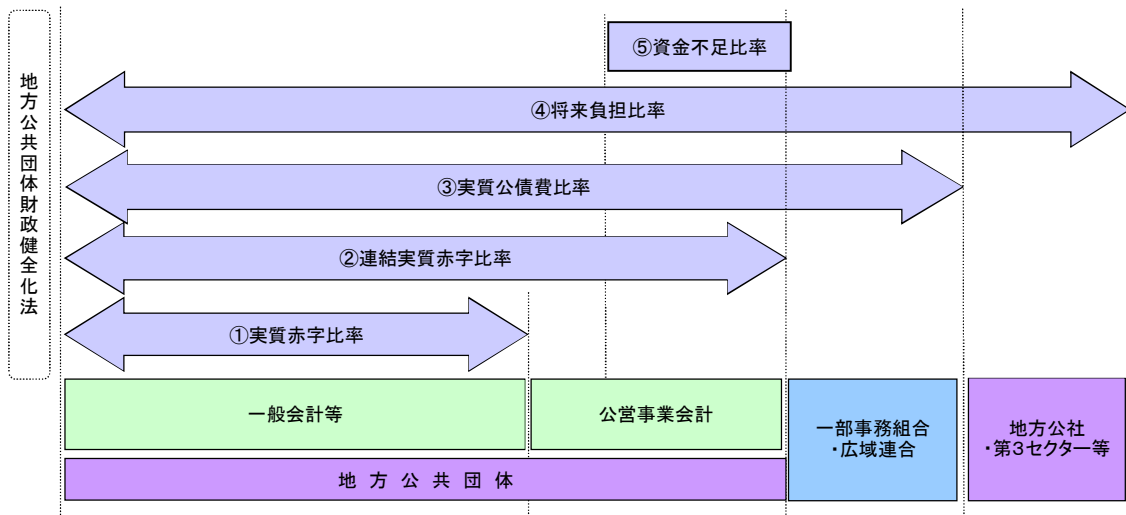 地方公共団体財政健全化法
⑤資金不足比率
④将来負担比率
③実質公債費比率
②連結実質赤字比率
①実質赤字比率
一般会計等
公営事業会計
一部事務組合
・広域連合
地方公社
・第3セクター等
地方公共団体